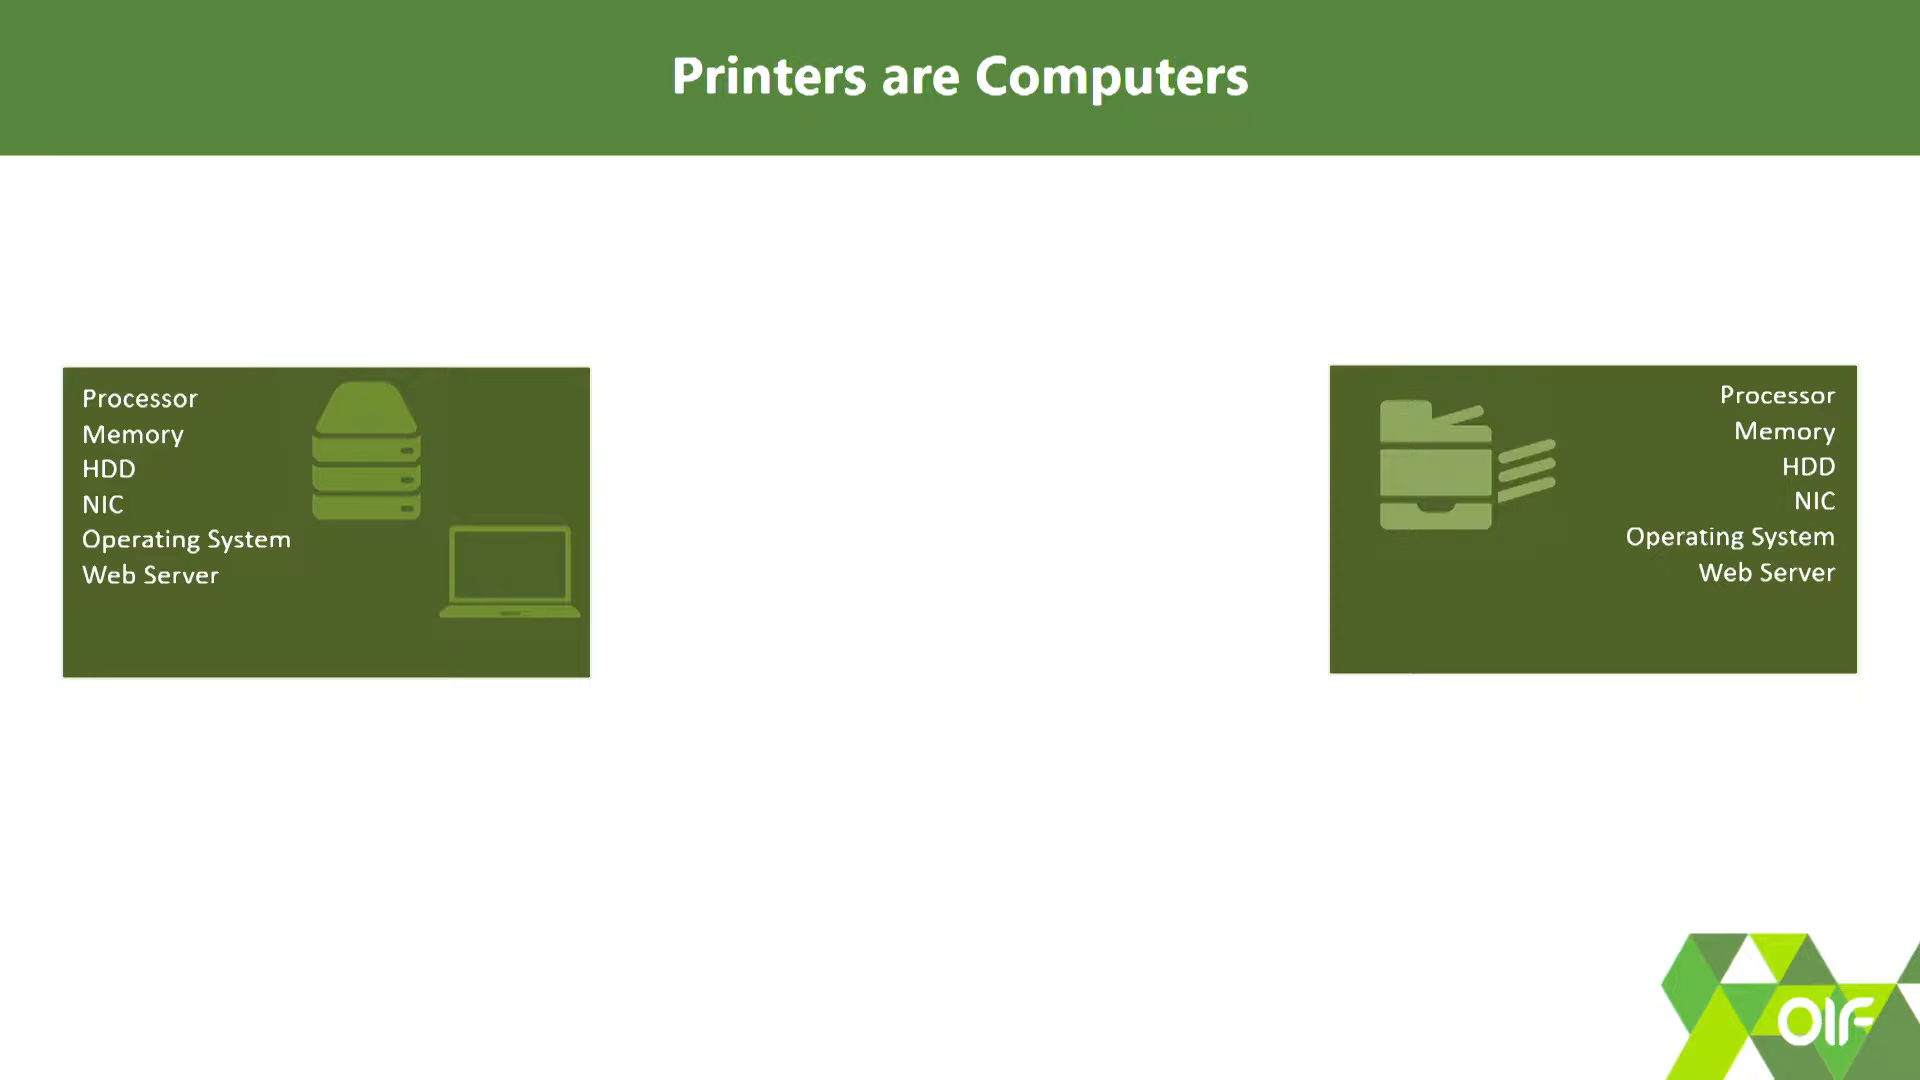 Printers are Computers
Processor
Memory
HDD
NIC
Operating System
Web Server
Processor
Memory
HDD
NIC
Operating System
Web Server
OIF